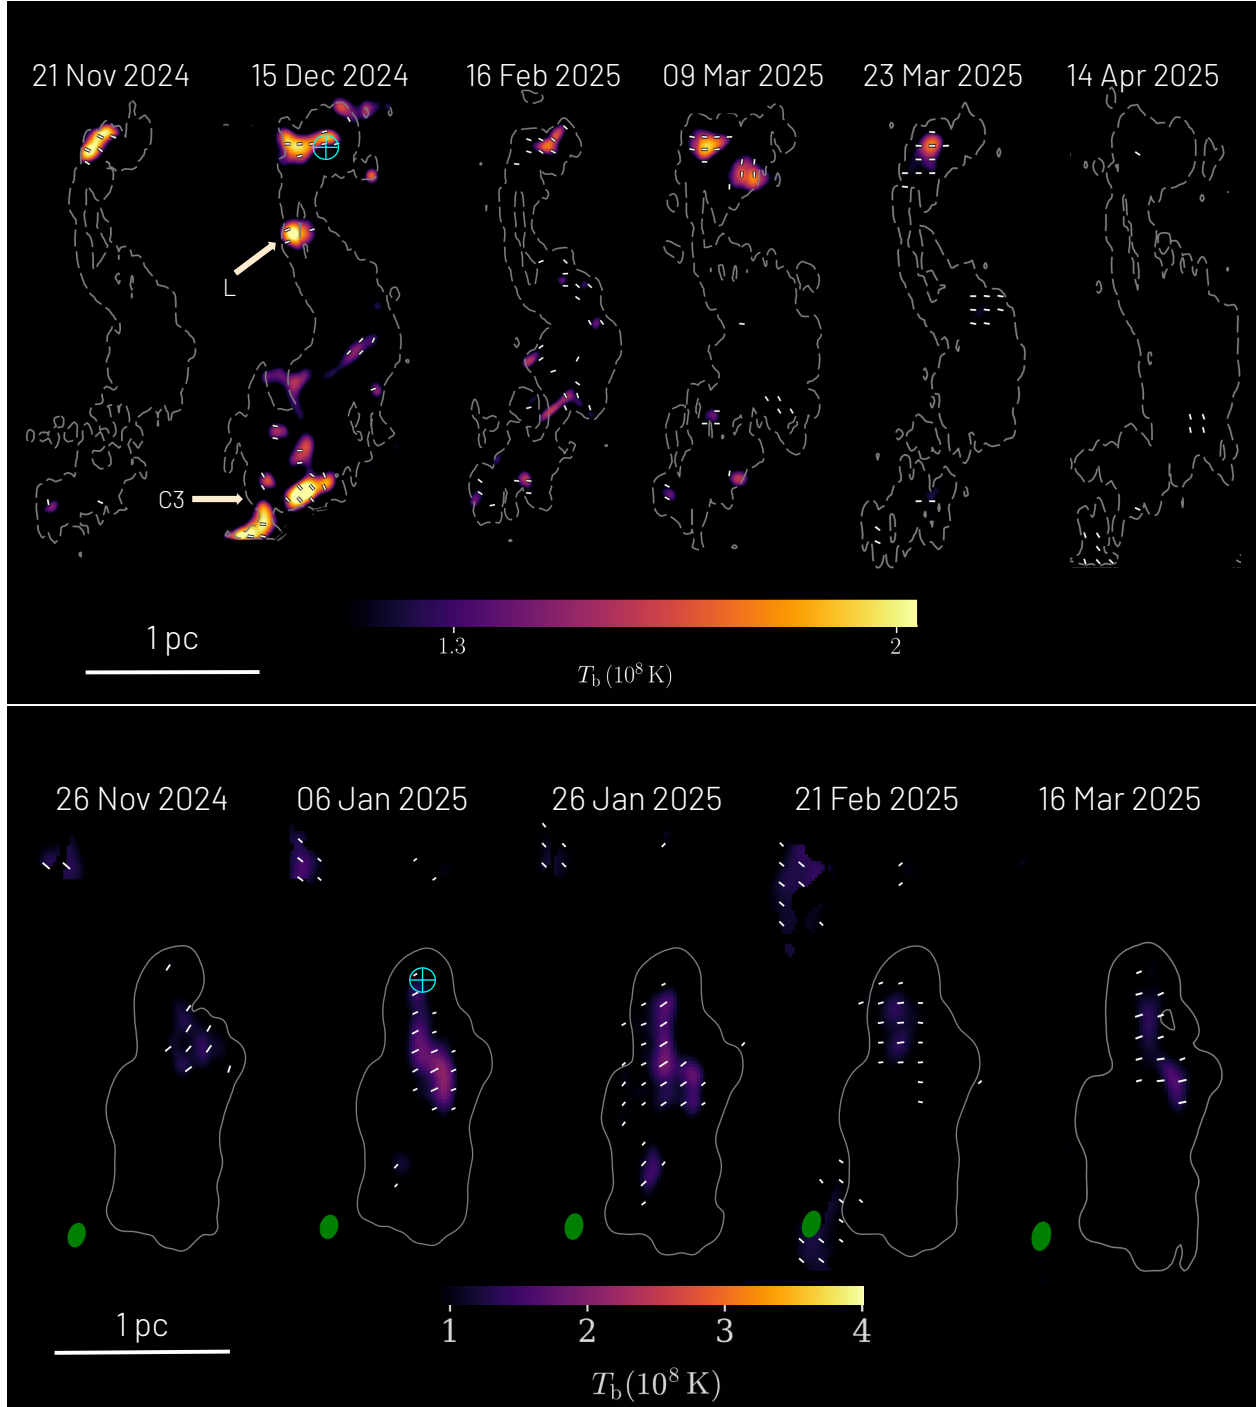 21 Nov 2024
15 Dec 2024
16 Feb 2025
09 Mar 2025
23 Mar 2025
14 Apr 2025
L
C3
1 pc
1.3
2
T_b (10^8 K)
26 Nov 2024
06 Jan 2025
26 Jan 2025
21 Feb 2025
16 Mar 2025
1 pc
1
2
3
4
T_b(10^8 K)